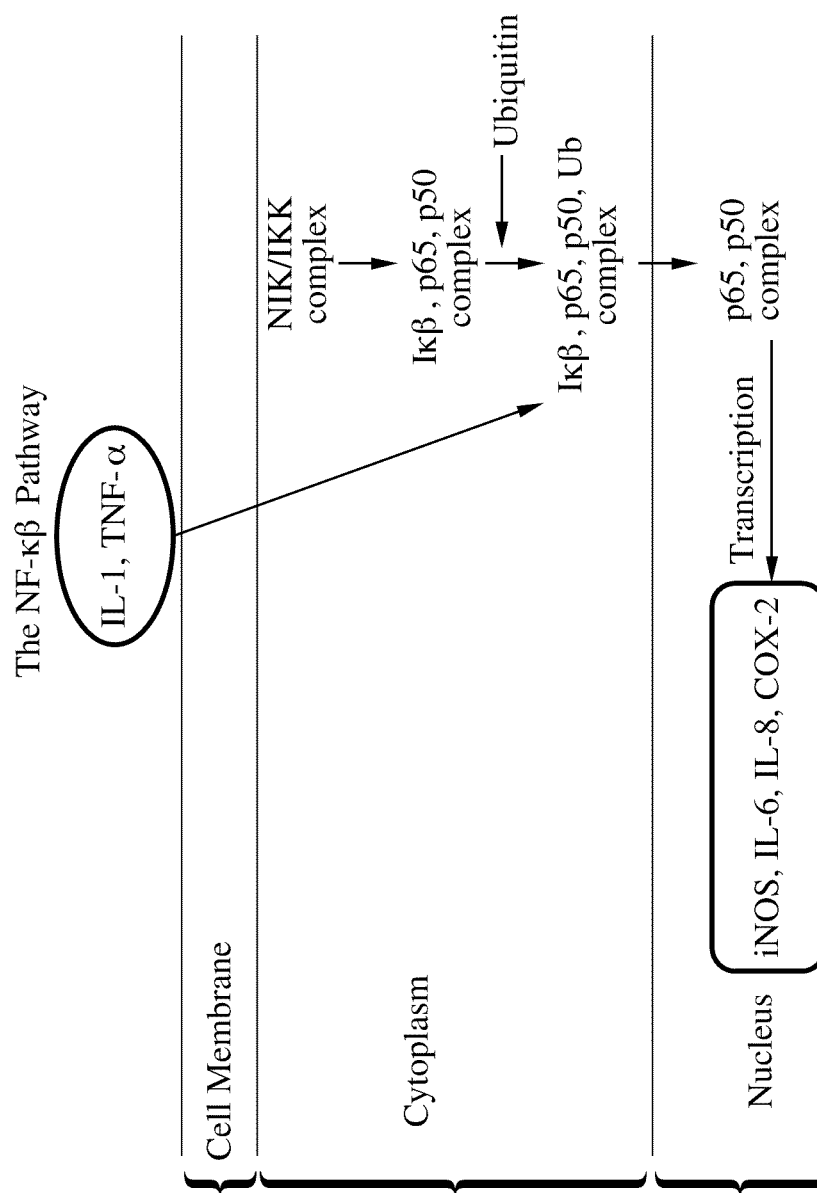 The NF-κβ Pathway
IL-1, TNF-α
Cell Membrane
Cytoplasm
NIK/IKK
complex
Iκβ , p65, p50
complex
Ubiquitin
Iκβ , p65, p50, Ub
complex
Nucleus
iNOS, IL-6, IL-8, COX-2
Transcription
p65, p50
complex